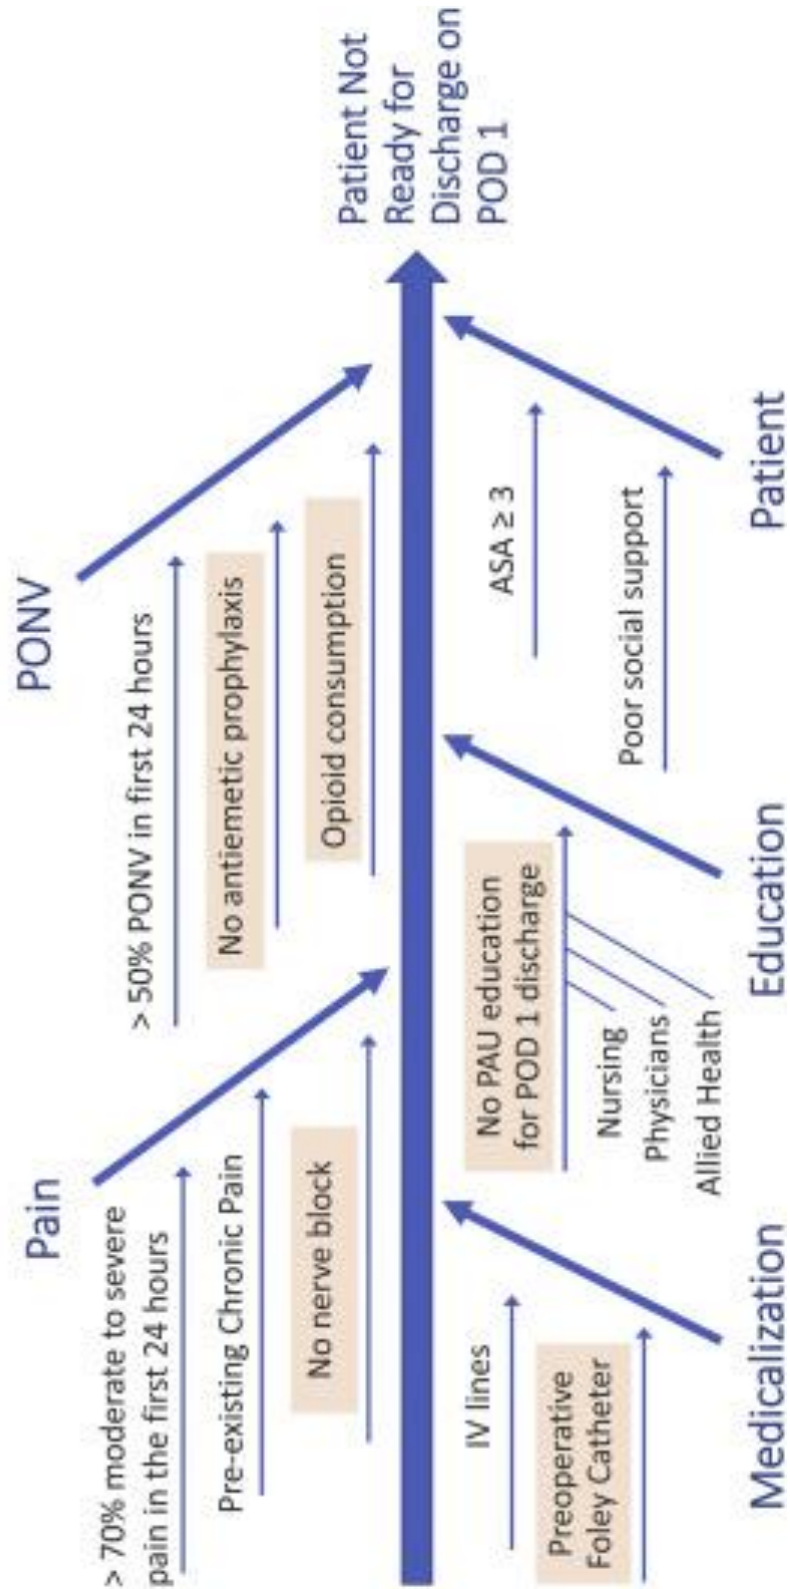 Pain
> 70% moderate to severe
pain in the first 24 hours
Pre-existing Chronic Pain
No nerve block
PONV
> 50% PONV in first 24 hours
No antiemetic prophylaxis
Opioid consumption
Patient Not
Ready for
Discharge on
POD 1
IV lines
Preoperative
Foley Catheter
Medicalization
No PAU education
for POD 1 discharge
Nursing
Physicians
Allied Health
Education
ASA ≥ 3
Poor social support
Patient